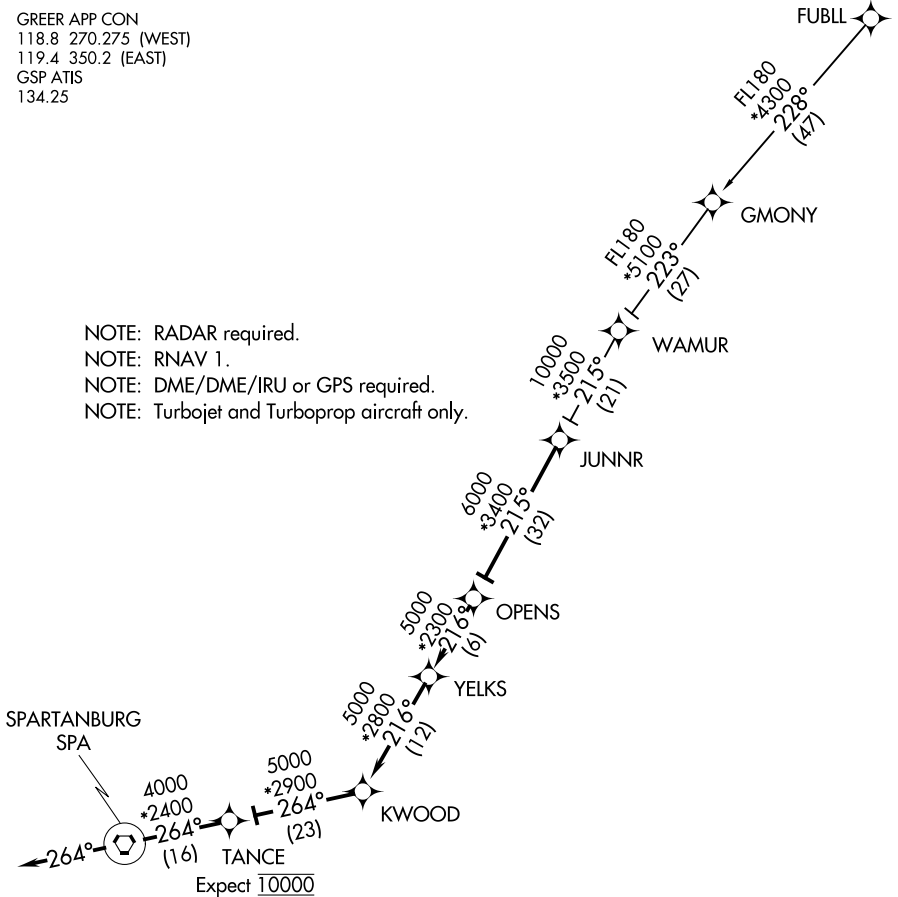 GREER APP CON
118.8 270.275 (WEST)
119.4 350.2 (EAST)
GSP ATIS
134.25
FUBLL
FL180
*4300
228°
(47)
GMONY
FL180
*5100
223°
(27)
WAMUR
NOTE: RADAR required.
NOTE: RNAV 1.
NOTE: DME/DME/IRU or GPS required.
NOTE: Turbojet and Turboprop aircraft only.
10000
*3500
215°
(21)
JUNNR
6000
*3400
215°
(32)
OPENS
5000
*2300
216°
(6)
YELKS
5000
*2800
216°
(12)
KWOOD
5000
*2900
264°
(23)
TANCE
Expect 10000
4000
*2400
264°
(16)
SPARTANBURG
SPA
264°